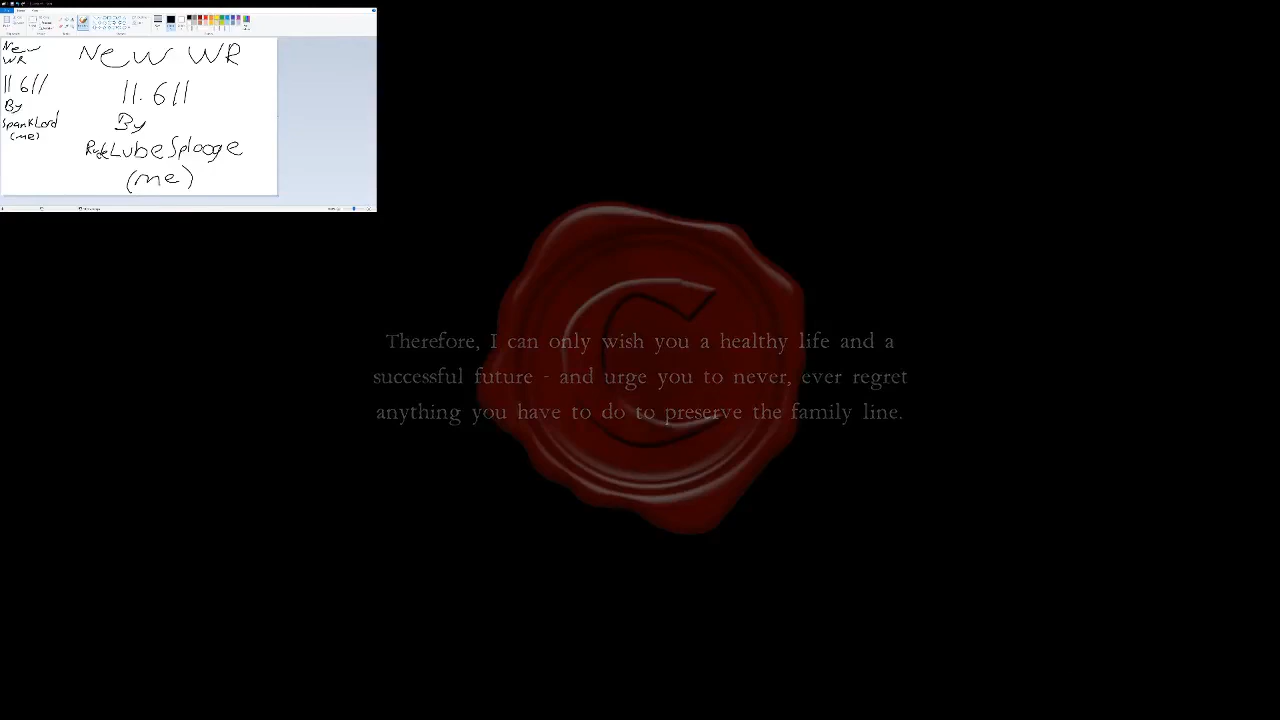 New
WR
11 611
By
SpankLord
(me)
New WR
11.611
By
RudeLubeSplooge
(me)
C
Therefore, I can only wish you a healthy life and a
successful future - and urge you to never, ever regret
anything you have to do to preserve the family line.